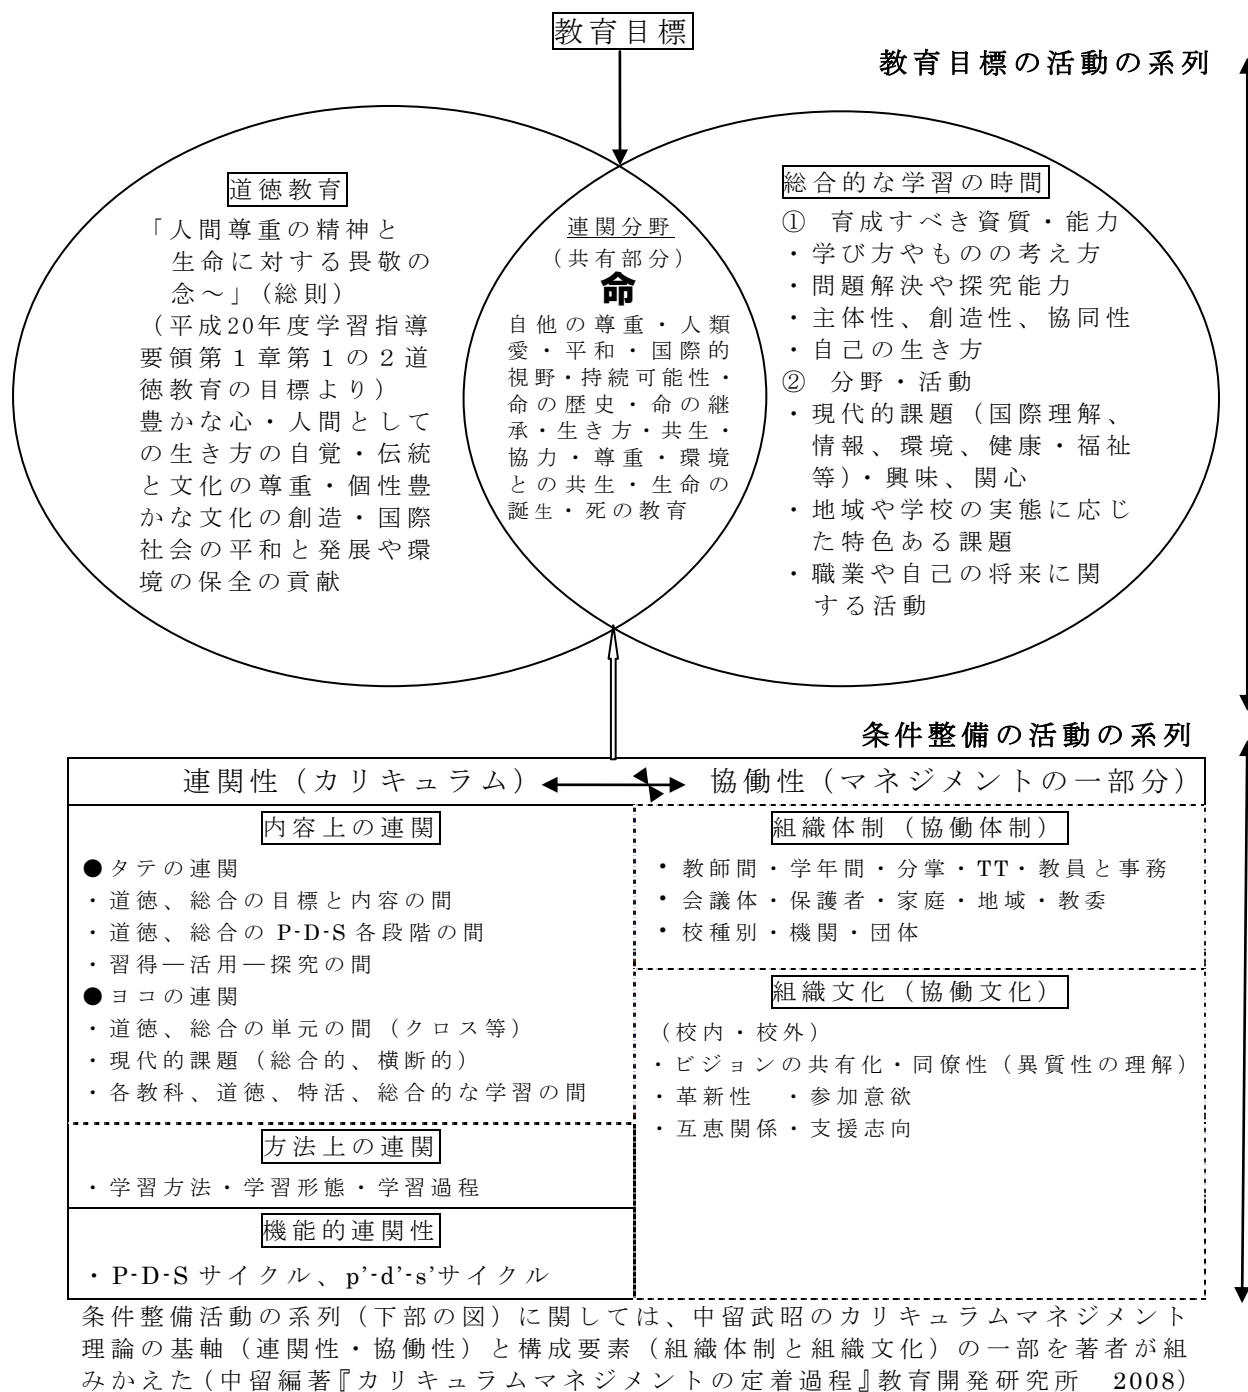 教育目標
教育目標の活動の系列
道徳教育
「人間尊重の精神と
生命に対する畏敬の
念～」(総則)
（平成20年度学習指導
要領第１章第１の２道
徳教育の目標より）
豊かな心・人間として
の生き方の自覚・伝統
と文化の尊重・個性豊
かな文化の創造・国際
社会の平和と発展や環
境の保全の貢献
連関分野
（共有部分）
命
自他の尊重・人類
愛・平和・国際的
視野・持続可能性・
命の歴史・命の継
承・生き方・共生・
協力・尊重・環境
との共生・生命の
誕生・死の教育
総合的な学習の時間
① 育成すべき資質・能力
・学び方やものの考え方
・問題解決や探究能力
・主体性、創造性、協同性
・自己の生き方
② 分野・活動
・現代的課題（国際理解、
情報、環境、健康・福祉
等）・興味、関心
・地域や学校の実態に応じ
た特色ある課題
・職業や自己の将来に関
する活動
条件整備の活動の系列
連関性（カリキュラム）
協働性（マネジメントの一部分）
内容上の連関
●タテの連関
・道徳、総合の目標と内容の間
・道徳、総合の P-D-S 各段階の間
・習得―活用―探究の間
●ヨコの連関
・道徳、総合の単元の間（クロス等）
・現代的課題（総合的、横断的）
・各教科、道徳、特活、総合的な学習の間
方法上の連関
・学習方法・学習形態・学習過程
機能的連関性
・P-D-S サイクル、p’-d’-s’サイクル
組織体制（協働体制）
・教師間・学年間・分掌・TT・教員と事務
・会議体・保護者・家庭・地域・教委
・校種別・機関・団体
組織文化（協働文化）
（校内・校外）
・ビジョンの共有化・同僚性（異質性の理解）
・革新性 ・参加意欲
・互恵関係・支援志向
条件整備活動の系列（下部の図）に関しては、中留武昭のカリキュラムマネジメント
理論の基軸（連関性・協働性）と構成要素（組織体制と組織文化）の一部を著者が組
みかえた（中留編著『カリキュラムマネジメントの定着過程』教育開発研究所 2008）